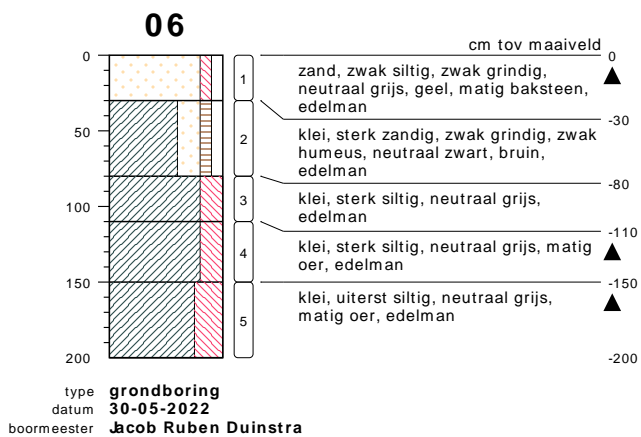 06
cm tov maaiveld
0
0
1
zand, zwak siltig, zwak grindig,
neutraal grijs, geel, matig baksteen,
edelman
-30
50
2
klei, sterk zandig, zwak grindig, zwak
humeus, neutraal zwart, bruin,
edelman
-80
100
3
klei, sterk siltig, neutraal grijs,
edelman
-110
4
klei, sterk siltig, neutraal grijs, matig
oer, edelman
150
-150
5
klei, uiterst siltig, neutraal grijs,
matig oer, edelman
200
-200
type grondboring
datum 30-05-2022
boormeester Jacob Ruben Duinstra